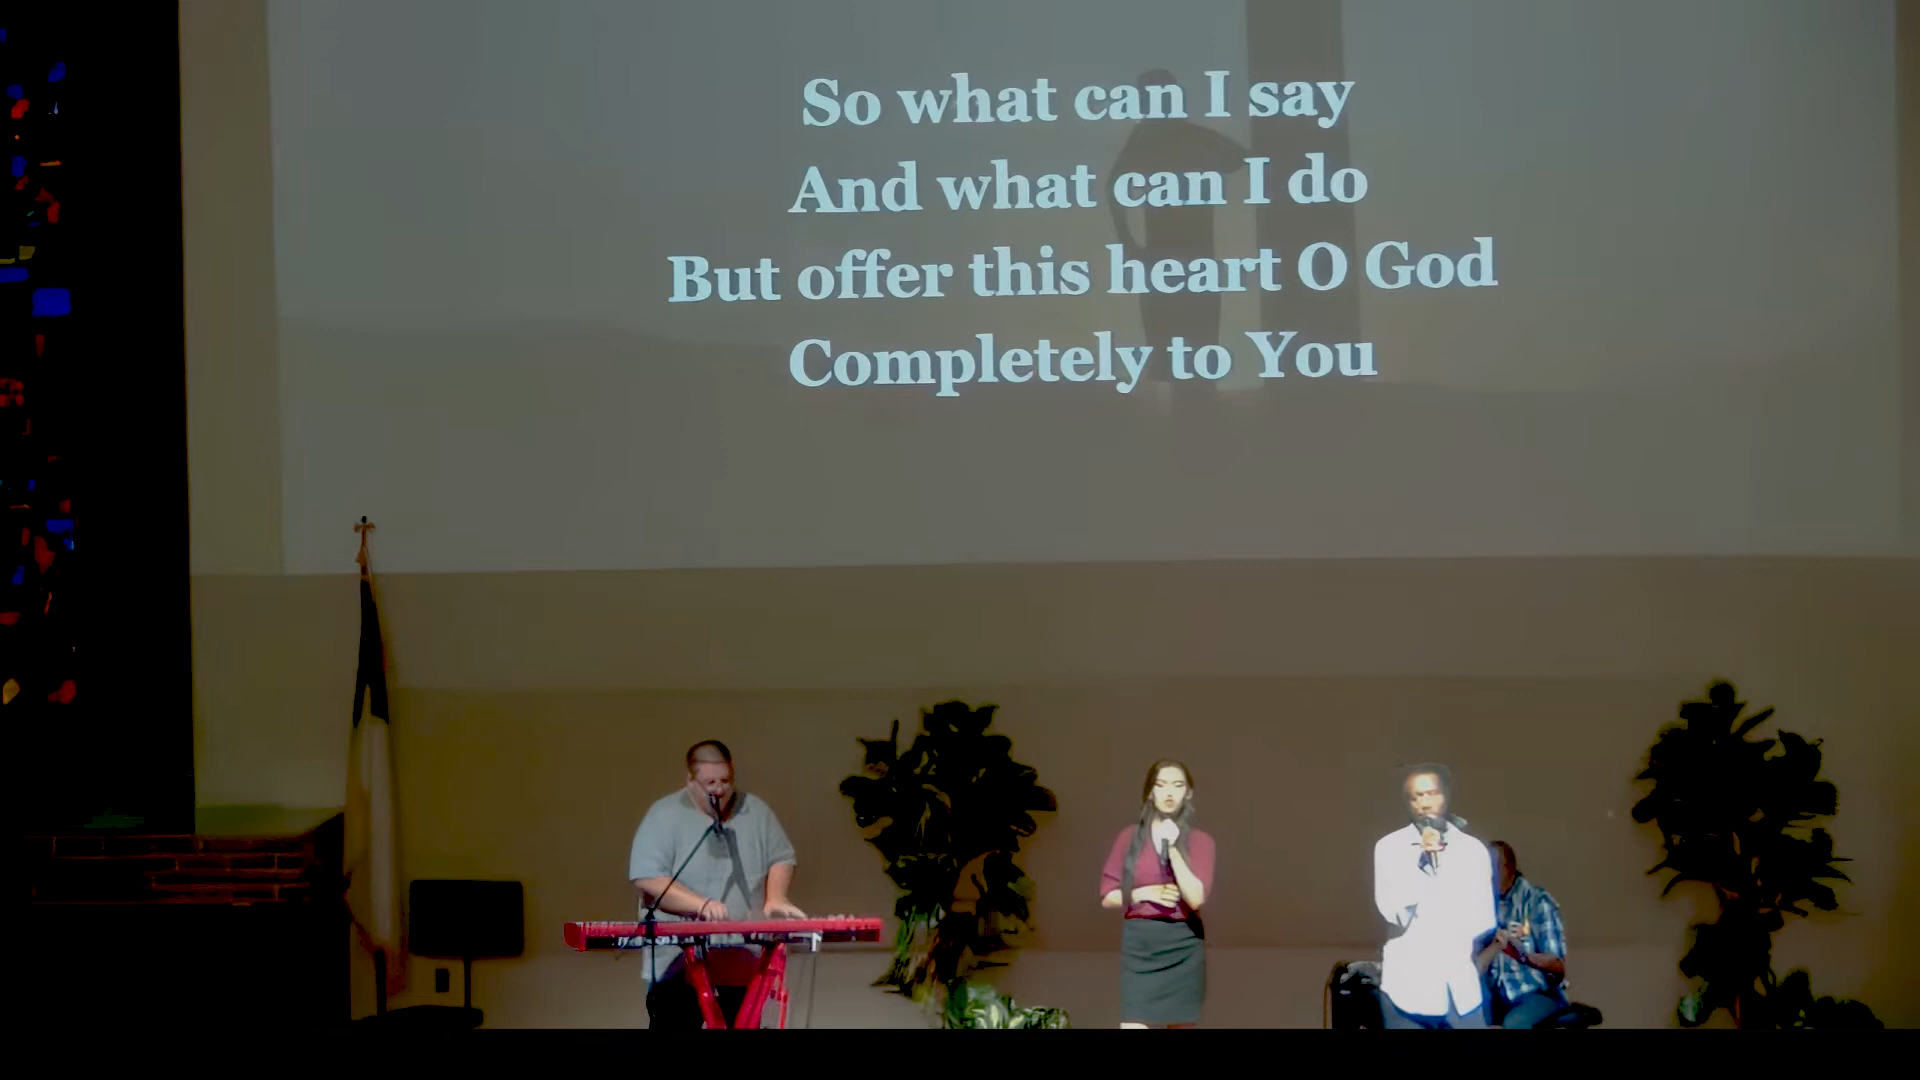 So what can I say
And what can I do
But offer this heart O God
Completely to You